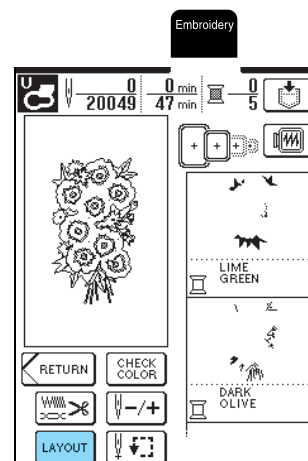 Embroidery
U
0 0 min 0
20049 47 min 5
LIME
GREEN
RETURN
CHECK
COLOR
DARK
OLIVE
-/+
LAYOUT